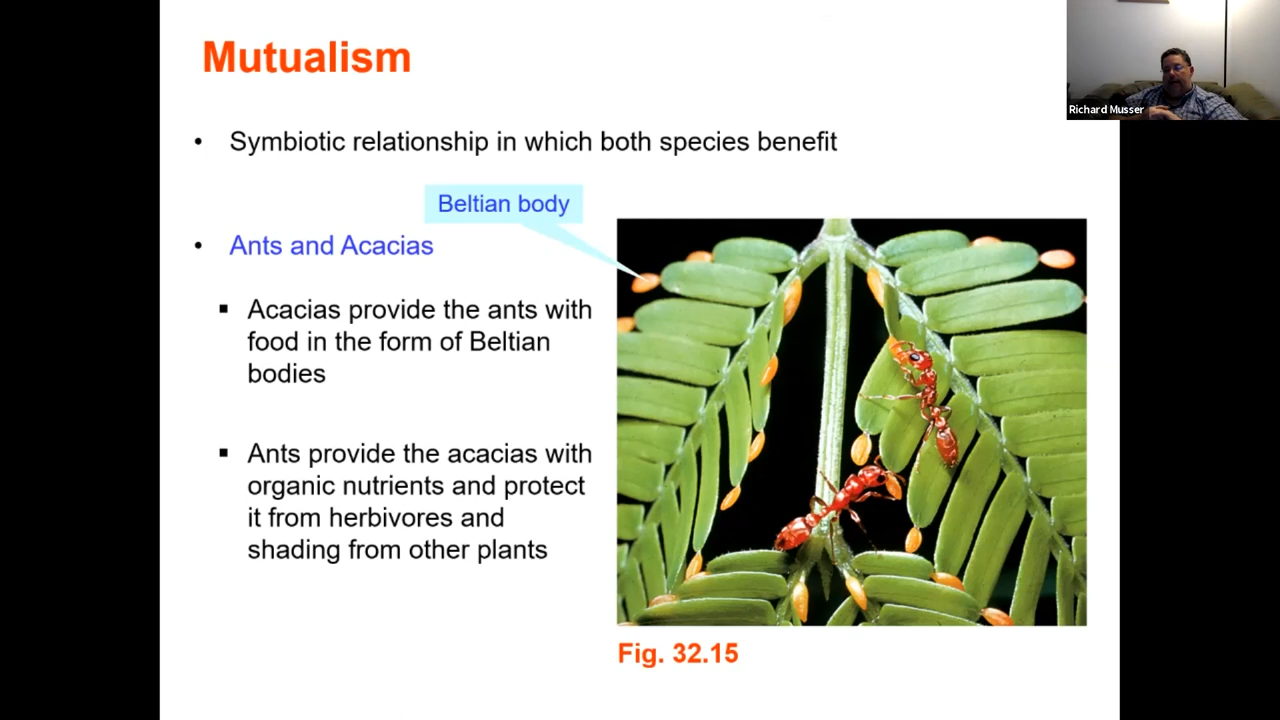 Mutualism
Richard Musser
• Symbiotic relationship in which both species benefit
Beltian body
• Ants and Acacias
▪ Acacias provide the ants with
food in the form of Beltian
bodies
▪ Ants provide the acacias with
organic nutrients and protect
it from herbivores and
shading from other plants
Fig. 32.15